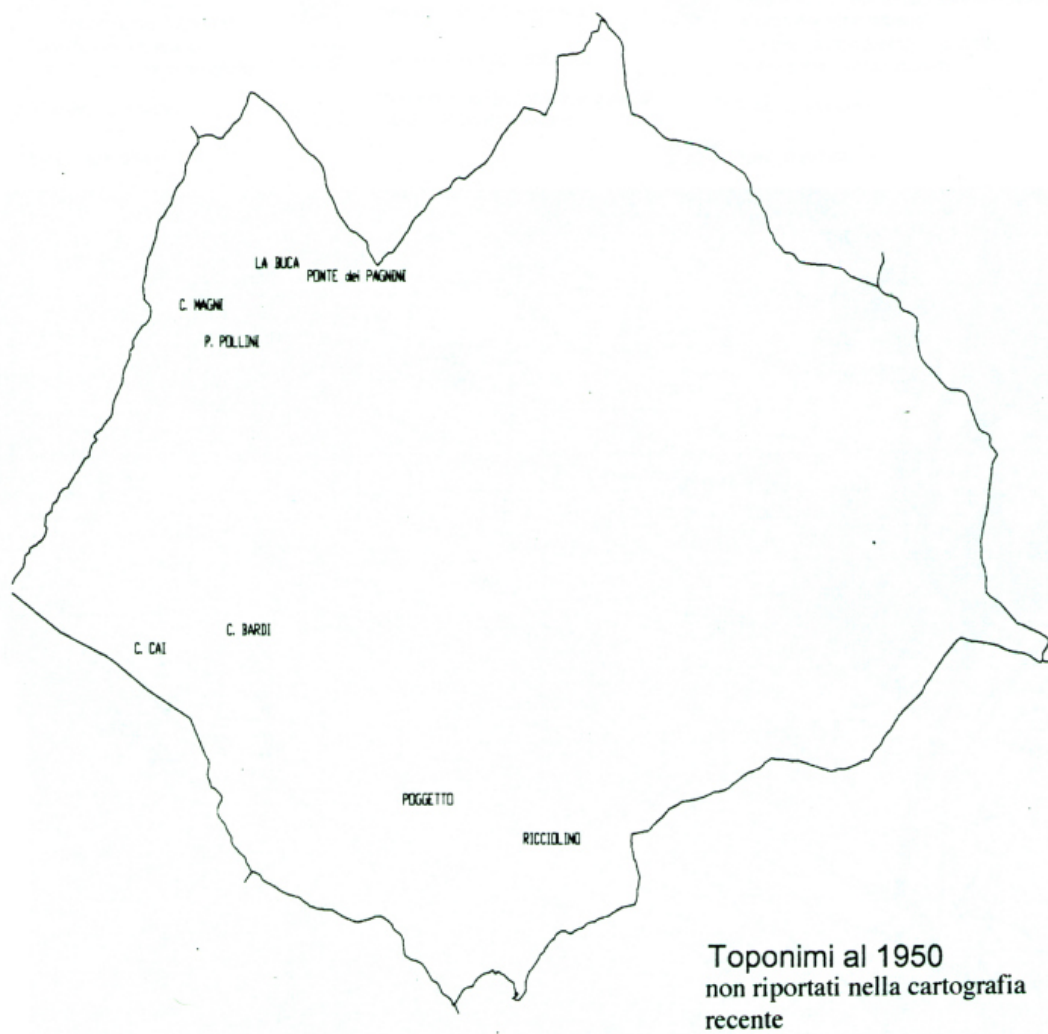 LA BUCA
PONTE dei PAGNINI
C. MAGNI
P. POLLINI
C. BARDI
C. CAI
POGGETTO
RICCIOLINO
Toponimi al 1950
non riportati nella cartografia
recente